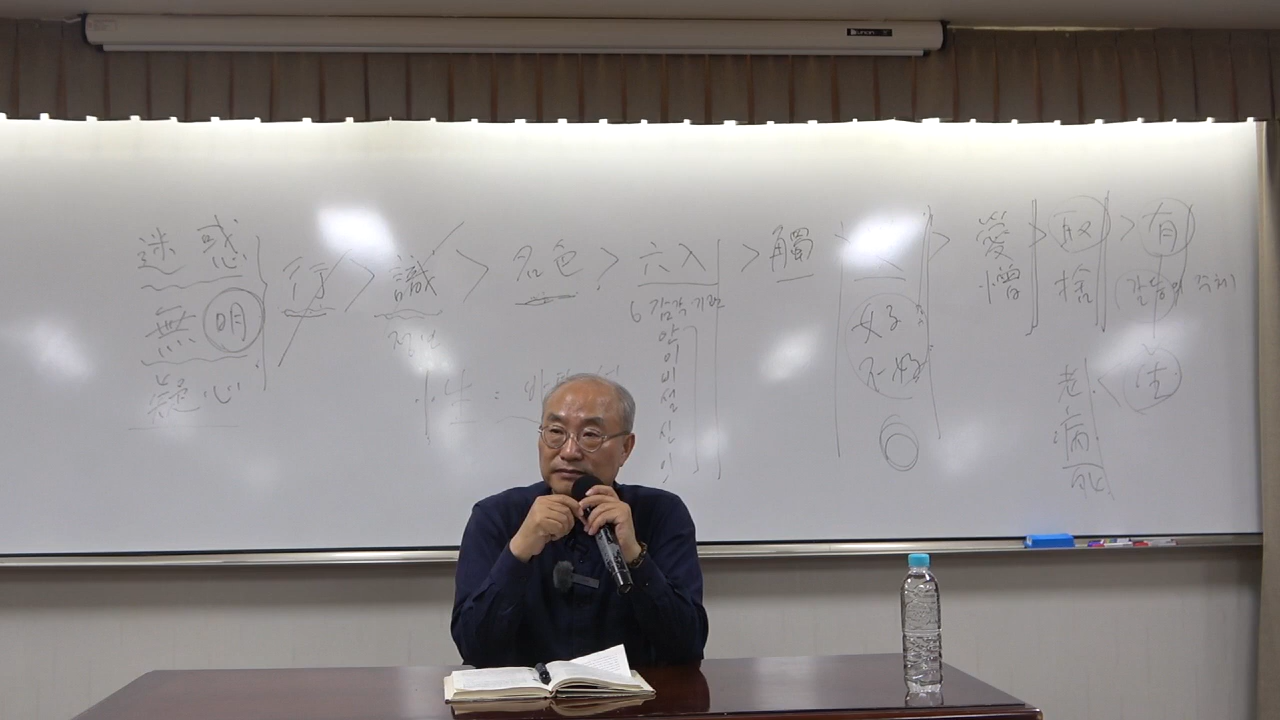 迷惑
無明
疑心
行 >
識 >
名色 >
六入
6 감각기관
안
이
비
설
신
> 觸
好
不好
>
愛
憎
>
取
捨
>
有
生
<
老
病
死